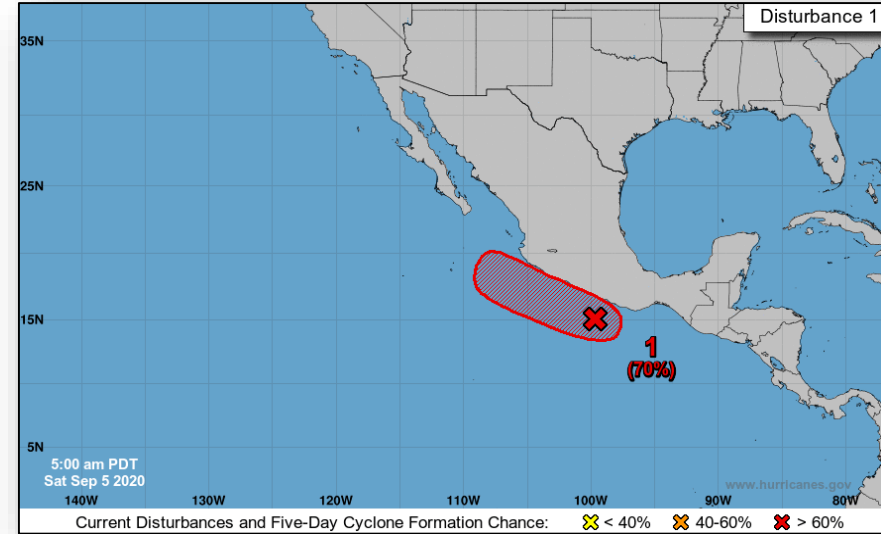 Disturbance 1
35N
25N
15N
1
(70%)
5N
5:00 am PDT
Sat Sep 5 2020
www.hurricanes.gov
140W 130W 120W 110W 100W 90W 80W
Current Disturbances and Five-Day Cyclone Formation Chance: < 40% 40-60% > 60%